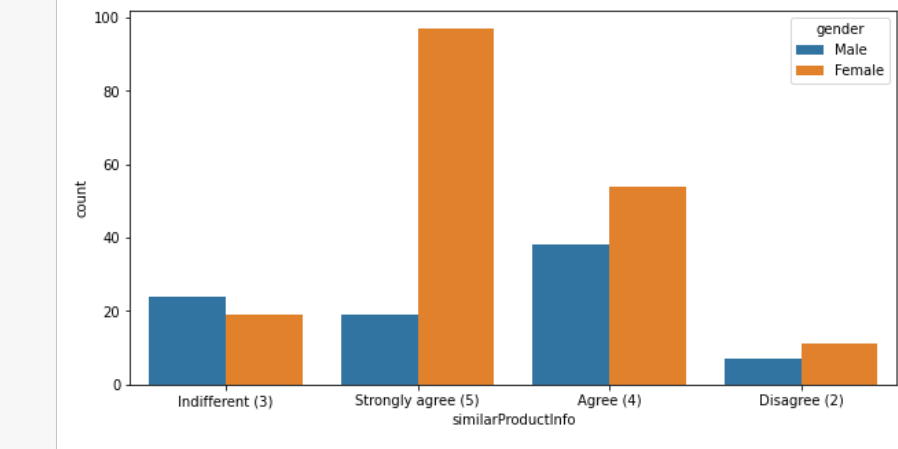 100
80
60
40
20
0
count
gender
Male
Female
Indifferent (3) Strongly agree (5) Agree (4) Disagree (2)
similarProductInfo